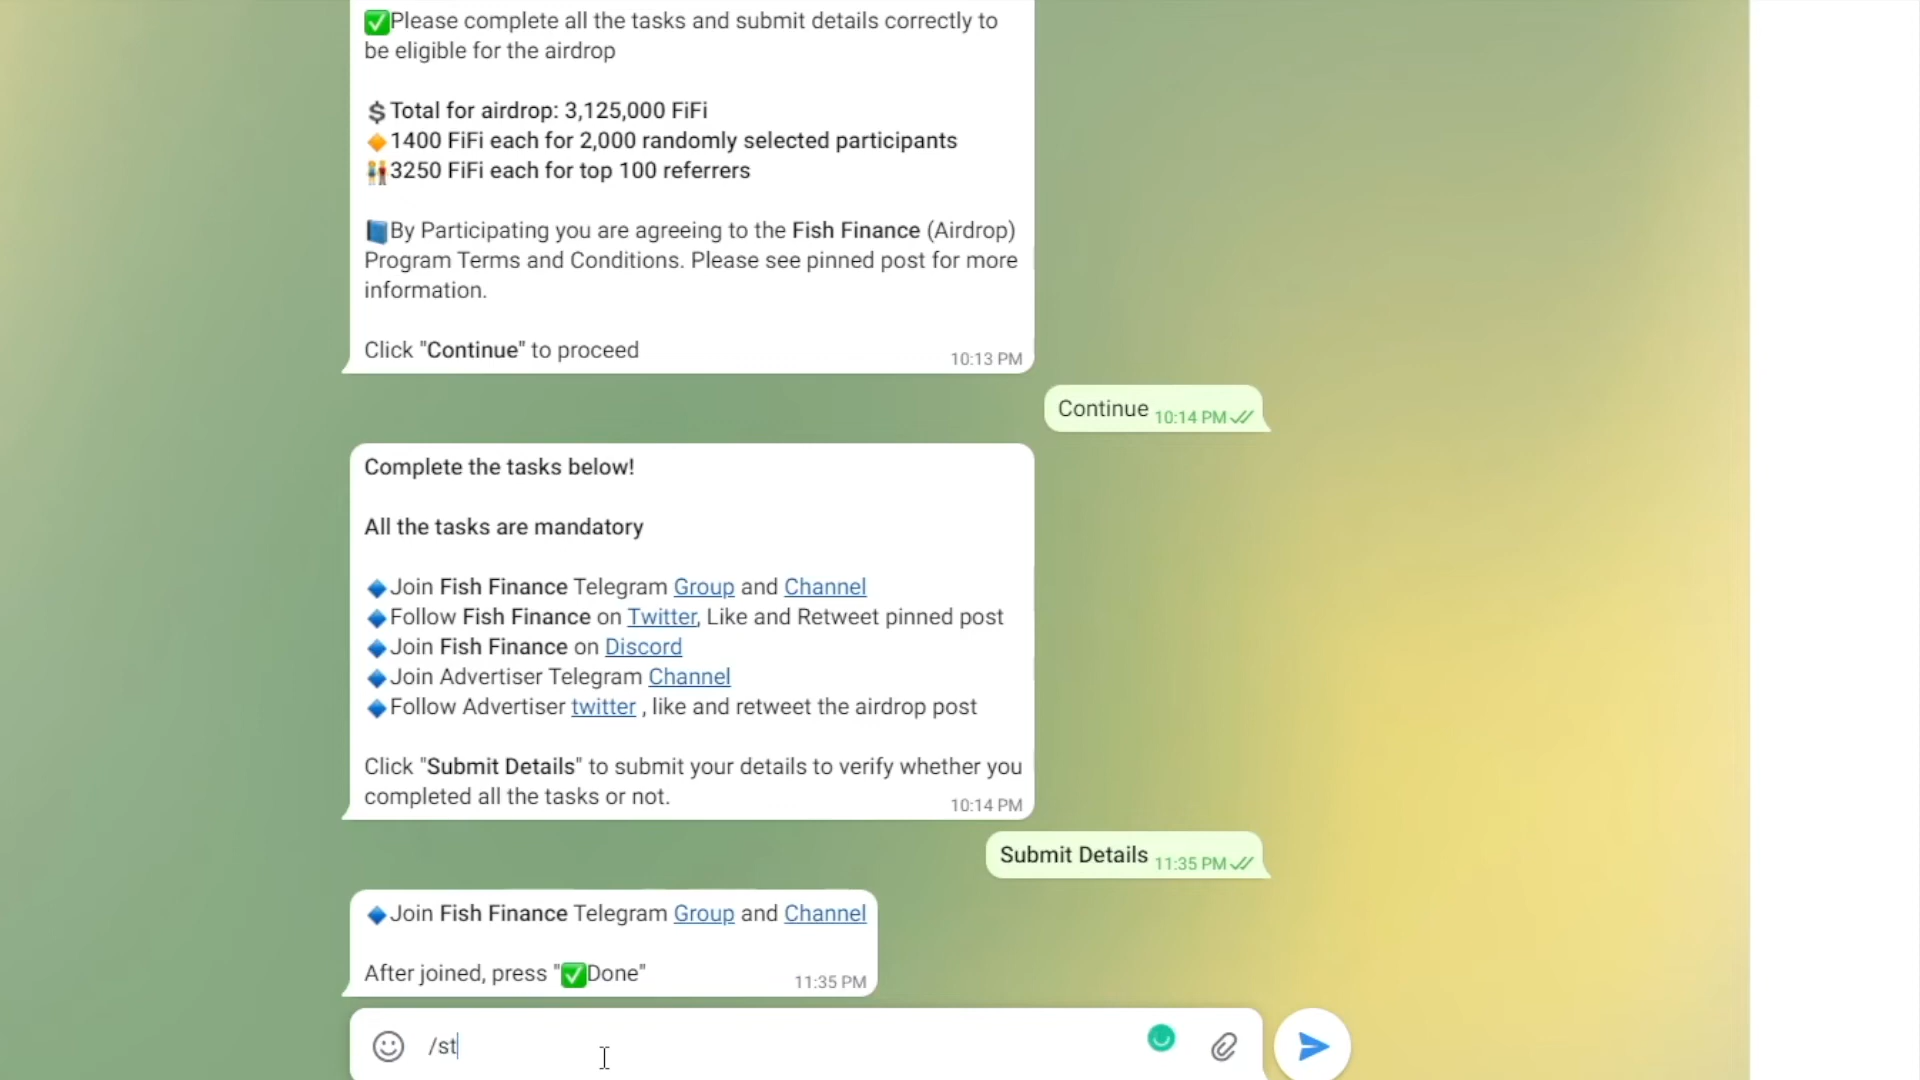 ✅Please complete all the tasks and submit details correctly to
be eligible for the airdrop
💲Total for airdrop: 3,125,000 FiFi
🔸1400 FiFi each for 2,000 randomly selected participants
👫3250 FiFi each for top 100 referrers
📘By Participating you are agreeing to the Fish Finance (Airdrop)
Program Terms and Conditions. Please see pinned post for more
information.
Click "Continue" to proceed
10:13 PM
Continue 10:14 PM
Complete the tasks below!
All the tasks are mandatory
🔹Join Fish Finance Telegram Group and Channel
🔹Follow Fish Finance on Twitter, Like and Retweet pinned post
🔹Join Fish Finance on Discord
🔹Join Advertiser Telegram Channel
🔹Follow Advertiser twitter , like and retweet the airdrop post
Click "Submit Details" to submit your details to verify whether you
completed all the tasks or not.
10:14 PM
Submit Details 11:35 PM
🔹Join Fish Finance Telegram Group and Channel
After joined, press "✅Done"
11:35 PM
/st